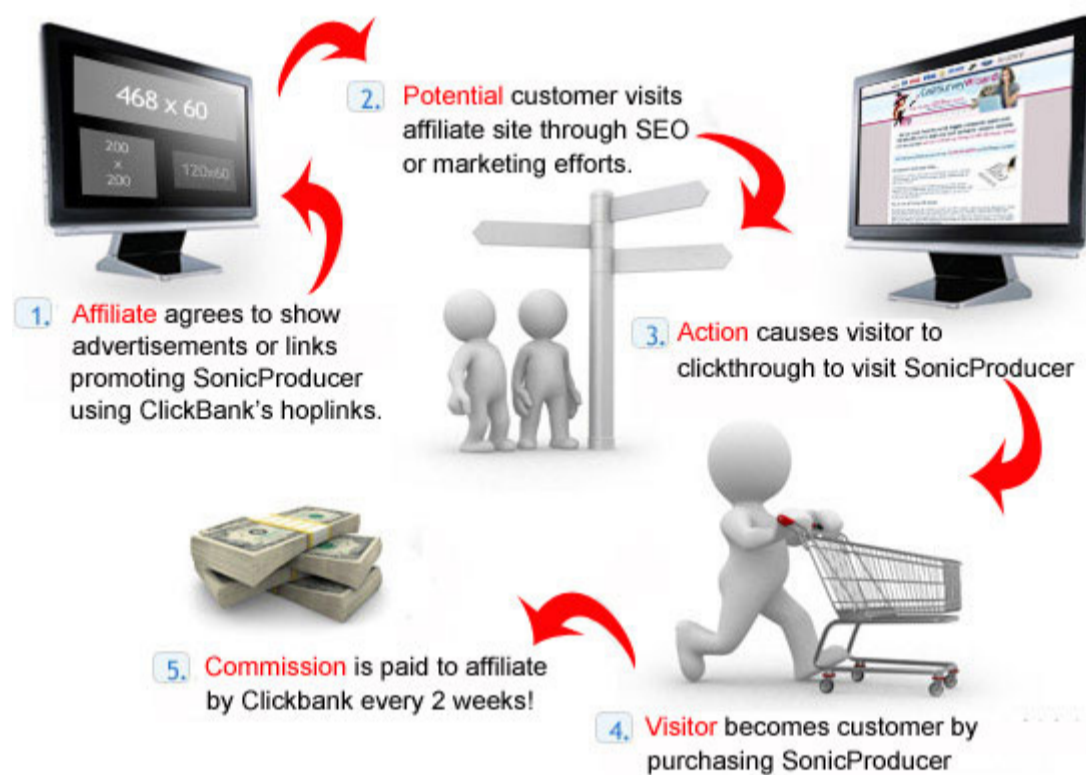 468 x 60
200
x
200
120x60
1. Affiliate agrees to show
advertisements or links
promoting SonicProducer
using ClickBank's hoplinks.
2. Potential customer visits
affiliate site through SEO
or marketing efforts.
3. Action causes visitor to
clickthrough to visit SonicProducer
4. Visitor becomes customer by
purchasing SonicProducer
5. Commission is paid to affiliate
by Clickbank every 2 weeks!